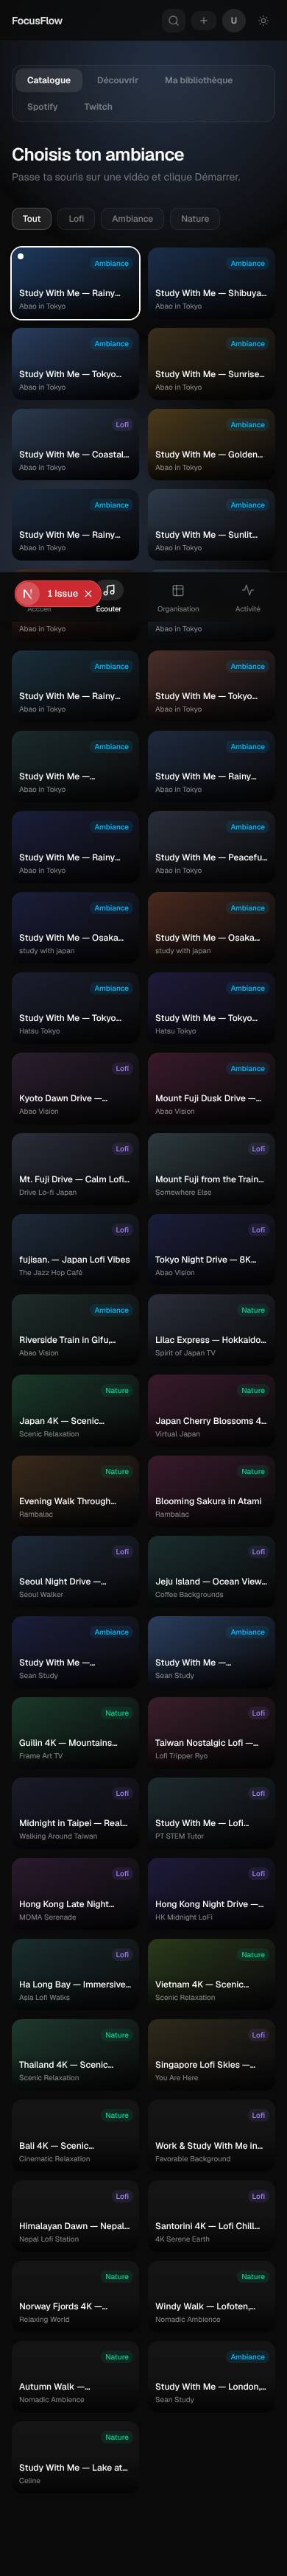 FocusFlow
U
Catalogue
Découvrir
Ma bibliothèque
Spotify
Twitch
Choisis ton ambiance
Passe ta souris sur une vidéo et clique Démarrer.
Tout
Lofi
Ambiance
Nature
Ambiance
Study With Me — Rainy...
Abao in Tokyo
Ambiance
Study With Me — Shibuya...
Abao in Tokyo
Ambiance
Study With Me — Tokyo...
Abao in Tokyo
Ambiance
Study With Me — Sunrise...
Abao in Tokyo
Lofi
Study With Me — Coastal...
Abao in Tokyo
Ambiance
Study With Me — Golden...
Abao in Tokyo
Ambiance
Study With Me — Rainy...
Abao in Tokyo
Ambiance
Study With Me — Sunlit...
Abao in Tokyo
N
1 Issue
Accueil
Écouter
Organisation
Activité
Abao in Tokyo
Abao in Tokyo
Ambiance
Study With Me — Rainy...
Abao in Tokyo
Ambiance
Study With Me — Tokyo...
Abao in Tokyo
Ambiance
Study With Me —...
Abao in Tokyo
Ambiance
Study With Me — Rainy...
Abao in Tokyo
Ambiance
Study With Me — Rainy...
Abao in Tokyo
Ambiance
Study With Me — Peacefu...
Abao in Tokyo
Ambiance
Study With Me — Osaka...
study with japan
Ambiance
Study With Me — Osaka...
study with japan
Ambiance
Study With Me — Tokyo...
Hatsu Tokyo
Ambiance
Study With Me — Tokyo...
Hatsu Tokyo
Lofi
Kyoto Dawn Drive —...
Abao Vision
Ambiance
Mount Fuji Dusk Drive —...
Abao Vision
Lofi
Mt. Fuji Drive — Calm Lofi...
Drive Lo-fi Japan
Lofi
Mount Fuji from the Train...
Somewhere Else
Lofi
fujisan. — Japan Lofi Vibes
The Jazz Hop Café
Lofi
Tokyo Night Drive — 8K...
Abao Vision
Ambiance
Riverside Train in Gifu,...
Abao Vision
Nature
Lilac Express — Hokkaido...
Spirit of Japan TV
Nature
Japan 4K — Scenic...
Scenic Relaxation
Nature
Japan Cherry Blossoms 4...
Virtual Japan
Nature
Evening Walk Through...
Rambalac
Nature
Blooming Sakura in Atami
Rambalac
Lofi
Seoul Night Drive —...
Seoul Walker
Lofi
Jeju Island — Ocean View...
Coffee Backgrounds
Ambiance
Study With Me —...
Sean Study
Ambiance
Study With Me —...
Sean Study
Nature
Guilin 4K — Mountains...
Frame Art TV
Lofi
Taiwan Nostalgic Lofi —...
Lofi Tripper Ryo
Lofi
Midnight in Taipei — Real...
Walking Around Taiwan
Lofi
Study With Me — Lofi...
PT STEM Tutor
Lofi
Hong Kong Late Night...
MOMA Serenade
Lofi
Hong Kong Night Drive —...
HK Midnight LoFi
Lofi
Ha Long Bay — Immersive...
Asia Lofi Walks
Nature
Vietnam 4K — Scenic...
Scenic Relaxation
Nature
Thailand 4K — Scenic...
Scenic Relaxation
Lofi
Singapore Lofi Skies —...
You Are Here
Nature
Bali 4K — Scenic...
Cinematic Relaxation
Lofi
Work & Study With Me in...
Favorable Background
Lofi
Himalayan Dawn — Nepal...
Nepal Lofi Station
Lofi
Santorini 4K — Lofi Chill...
4K Serene Earth
Nature
Norway Fjords 4K —...
Relaxing World
Nature
Windy Walk — Lofoten,...
Nomadic Ambience
Nature
Autumn Walk —...
Nomadic Ambience
Ambiance
Study With Me — London,...
Sean Study
Nature
Study With Me — Lake at...
Celine